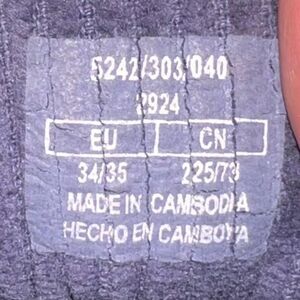 5242/303/040
2924
EU CN
34/35 225/73
MADE IN CAMBODIA
HECHO EN CAMBOYA